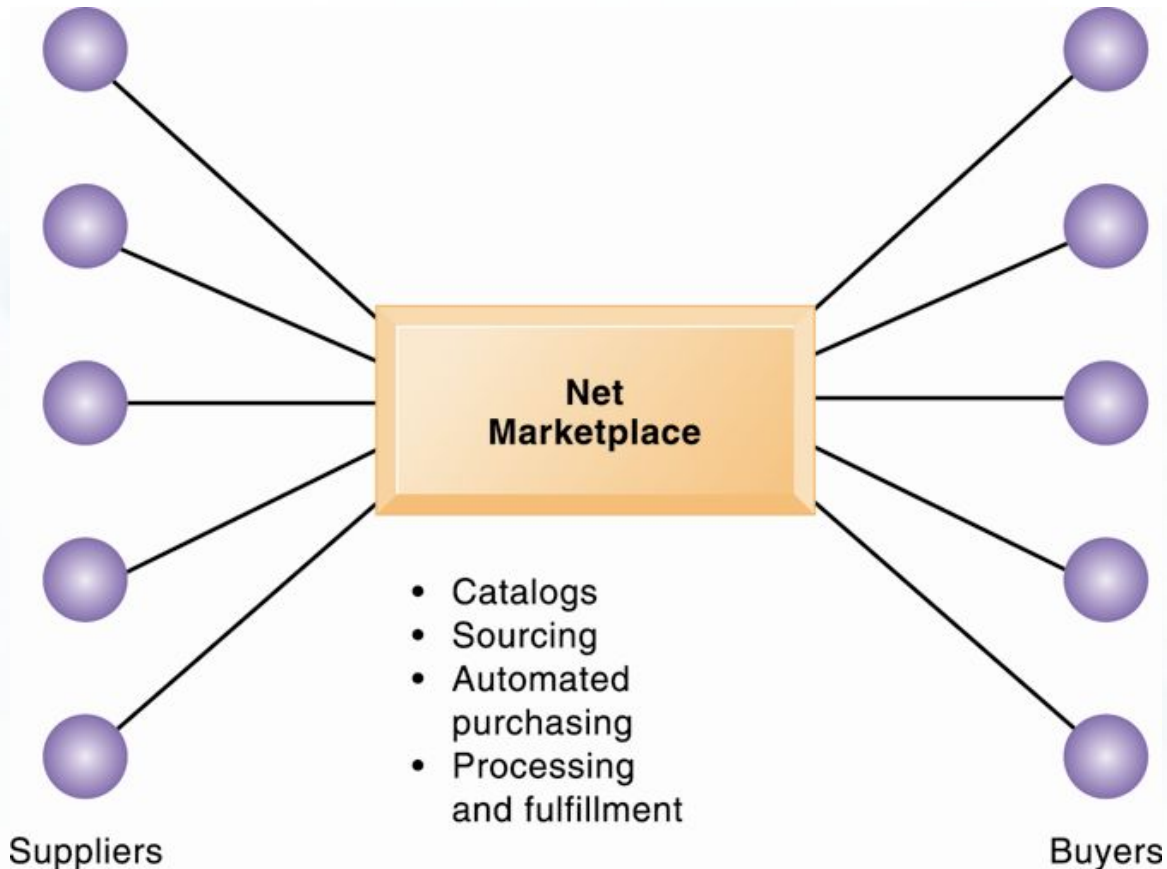 Net
Marketplace
• Catalogs
• Sourcing
• Automated
purchasing
• Processing
and fulfillment
Suppliers
Buyers